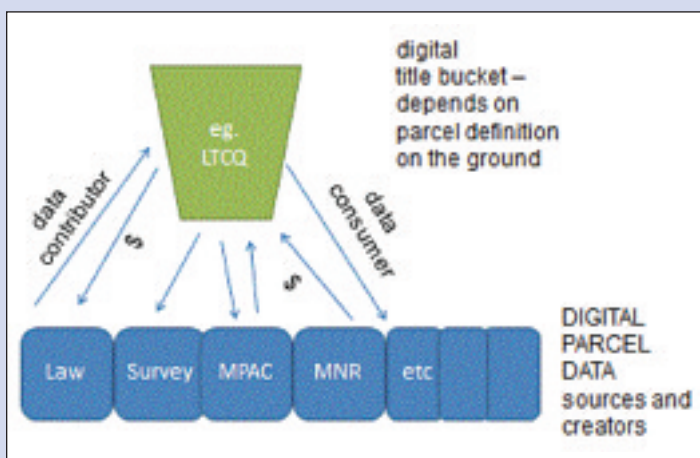 digital
title bucket –
depends on
parcel definition
on the ground
eg.
LTCQ
data
contributor
$
$
data
consumer
Law
Survey
MPAC
MNR
etc
DIGITAL
PARCEL
DATA
sources and
creators